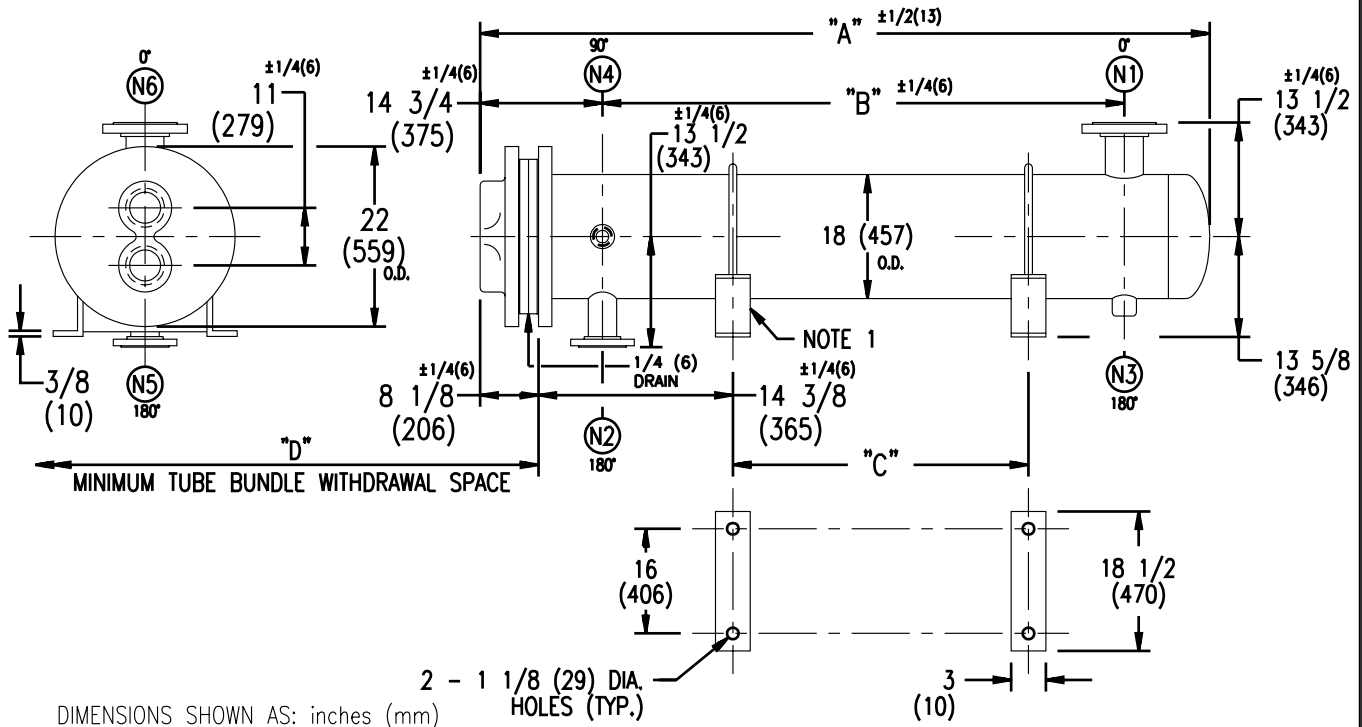 ±1/2(13)
"A"
0°
N6
±1/4(6)
11
(279)
±1/4(6)
14 3/4
(375)
90°
N4
"B" ±1/4(6)
0°
N1
±1/4(6)
13 1/2
(343)
±1/4(6)
13 1/2
(343)
22
(559)
O.D.
18 (457)
O.D.
3/8
(10)
N5
180°
NOTE 1
1/4 (6)
DRAIN
±1/4(6)
8 1/8
(206)
±1/4(6)
14 3/8
(365)
N2
180°
N3
180°
13 5/8
(346)
"D"
MINIMUM TUBE BUNDLE WITHDRAWAL SPACE
"C"
16
(406)
18 1/2
(470)
2 - 1 1/8 (29) DIA.
HOLES (TYP.)
3
(10)
DIMENSIONS SHOWN AS: inches (mm)